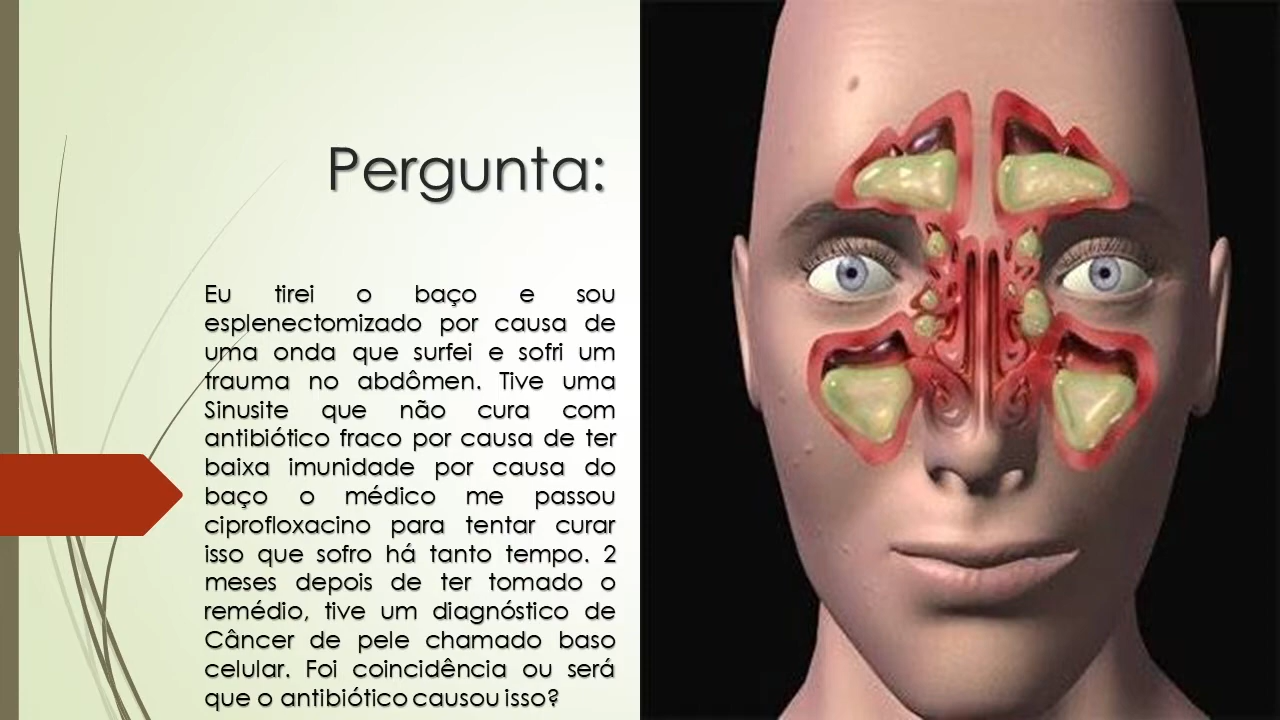 Pergunta:
Eu tirei o baço e sou
esplenectomizado por causa de
uma onda que surfei e sofri um
trauma no abdômen. Tive uma
Sinusite que não cura com
antibiótico fraco por causa de ter
baixa imunidade por causa do
baço o médico me passou
ciprofloxacino para tentar curar
isso que sofro há tanto tempo. 2
meses depois de ter tomado o
remédio, tive um diagnóstico de
Câncer de pele chamado baso
celular. Foi coincidência ou será
que o antibiótico causou isso?